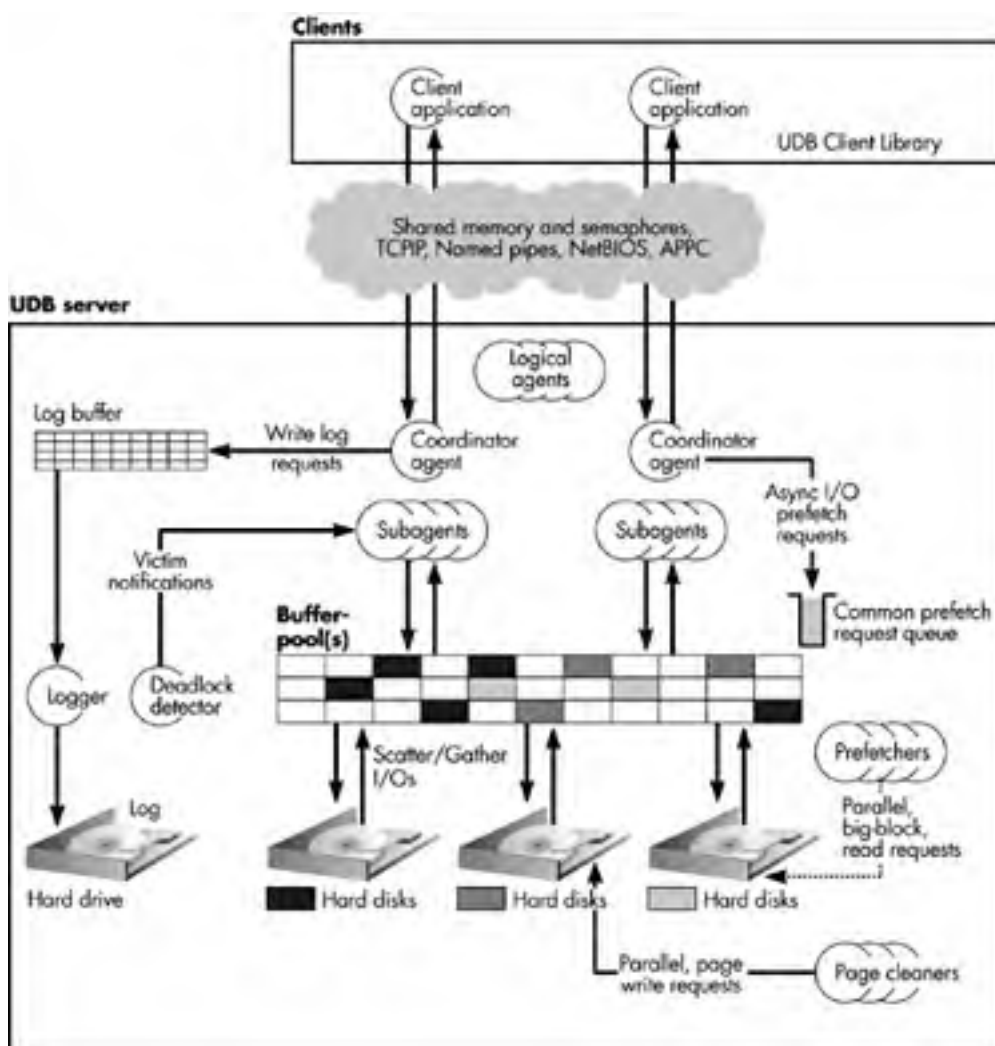 Clients
Client
application
Client
application
UDB Client Library
Shared memory and semaphores,
TCPIP, Named pipes, NetBIOS, APPC
UDB server
Logical
agents
Log buffer
Write log
requests
Coordinator
agent
Coordinator
agent
Async I/O
prefetch
requests
Subagents
Subagents
Victim
notifications
Common prefetch
request queue
Buffer-
pool(s)
Logger
Deadlock
detector
Scatter/Gather
I/Os
Prefetchers
Parallel,
big-block,
read requests
Log
Hard drive
Hard disks
Hard disks
Hard disks
Parallel, page
write requests
Page cleaners